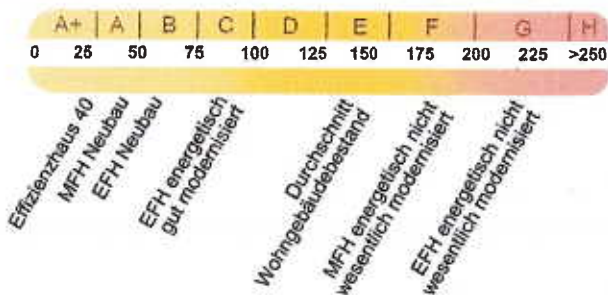 A+ A B C D E F G H
0 25 50 75 100 125 150 175 200 225 >250
Effizienzhaus 40
MFH Neubau
EFH Neubau
EFH energetisch
gut modernisiert
Durchschnitt
Wohngebäudebestand
MFH energetisch nicht
wesentlich modernisiert
EFH energetisch nicht
wesentlich modernisiert